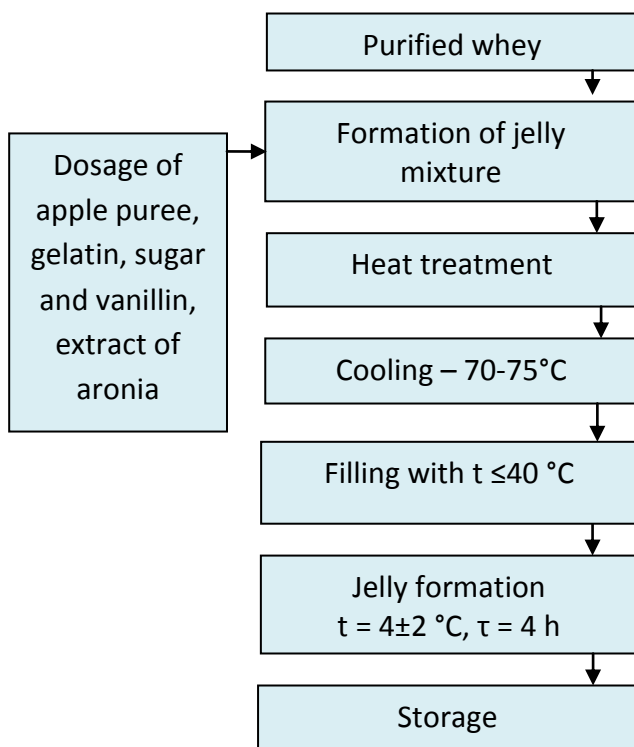 Purified whey
Formation of jelly
mixture
Dosage of
apple puree,
gelatin, sugar
and vanillin,
extract of
aronia
Heat treatment
Cooling – 70-75°C
Filling with t ≤40 °C
Jelly formation
t = 4±2 °C, τ = 4 h
Storage